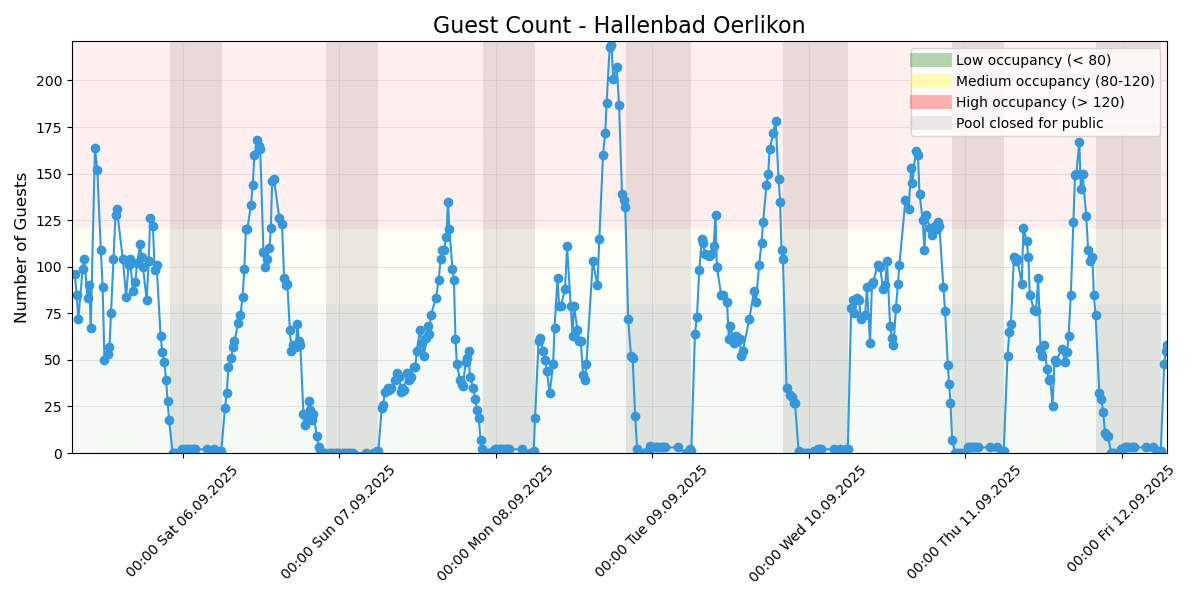 Guest Count - Hallenbad Oerlikon
Number of Guests
200
175
150
125
100
75
50
25
0
Low occupancy (< 80)
Medium occupancy (80-120)
High occupancy (> 120)
Pool closed for public
00:00 Sat 06.09.2025
00:00 Sun 07.09.2025
00:00 Mon 08.09.2025
00:00 Tue 09.09.2025
00:00 Wed 10.09.2025
00:00 Thu 11.09.2025
00:00 Fri 12.09.2025